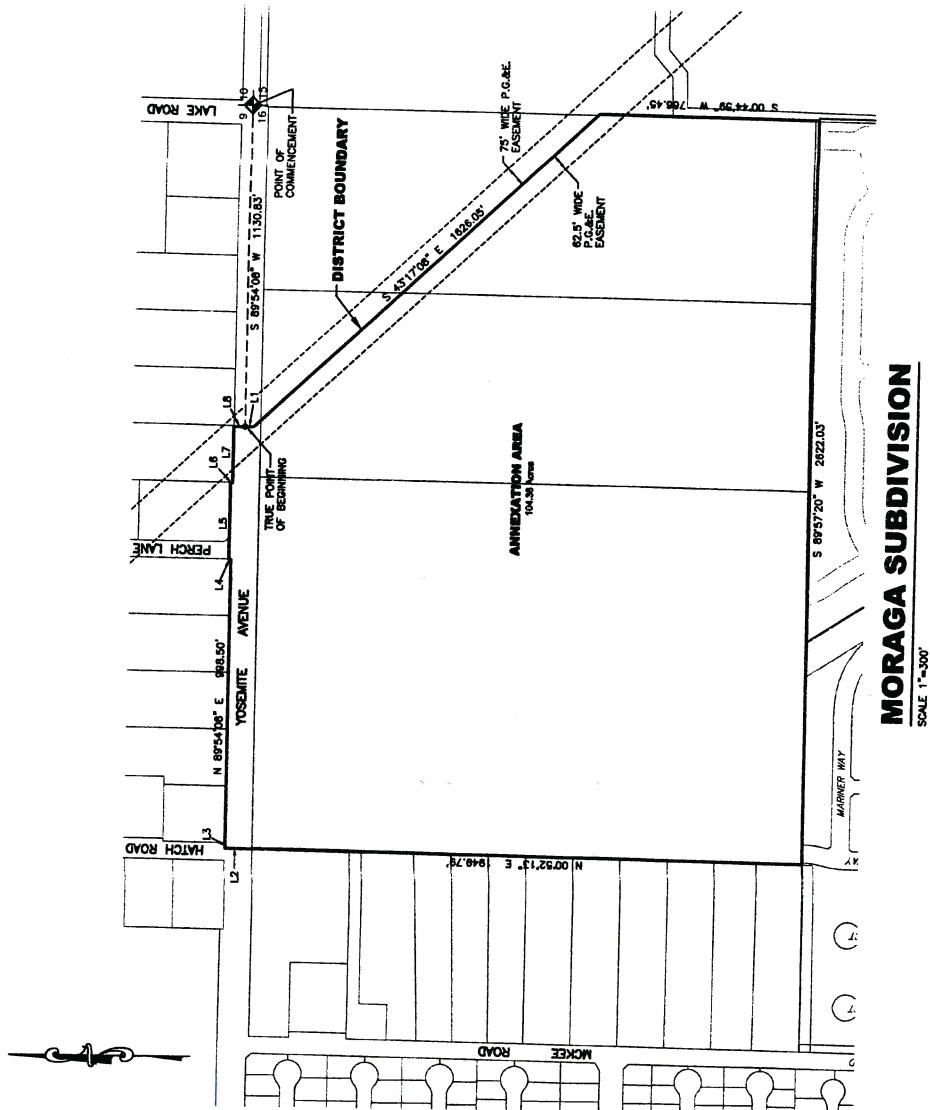 LAKE ROAD
9
10
16
15
POINT OF
COMMENCEMENT
S 89°54'08" W 1130.83'
DISTRICT BOUNDARY
75' WIDE P.G.&E.
EASEMENT
S 00°44'59" W 766.45'
S 43°17'08" E 1626.05'
62.5' WIDE
P.G.&E.
EASEMENT
L8
L1
L7
L6
TRUE POINT
OF BEGINNING
L5
PERCH LANE
L4
ANNEXATION AREA
104.36 Acres
N 89°54'08" E 998.50'
YOSEMITE AVENUE
L3
HATCH ROAD
L2
N 00°52'13" E 1949.79'
S 89°57'20" W 2622.03'
MARINER WAY
MCKEE ROAD
MORAGA SUBDIVISION
SCALE 1"=300'